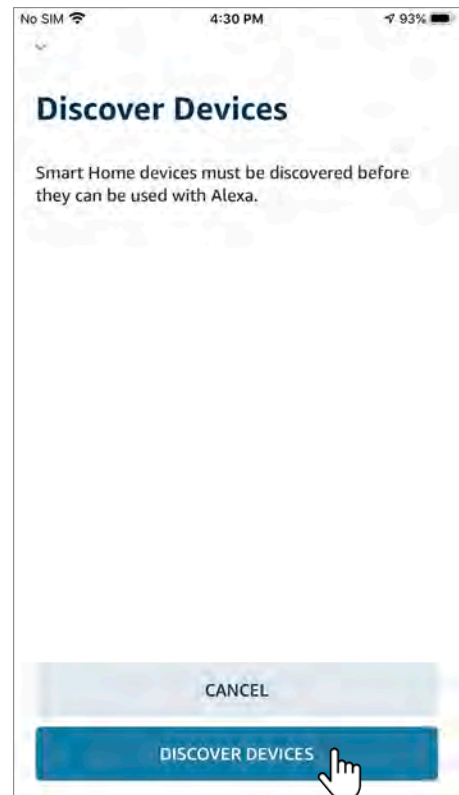 No SIM 4:30 PM 93%
Discover Devices
Smart Home devices must be discovered before
they can be used with Alexa.
CANCEL
DISCOVER DEVICES